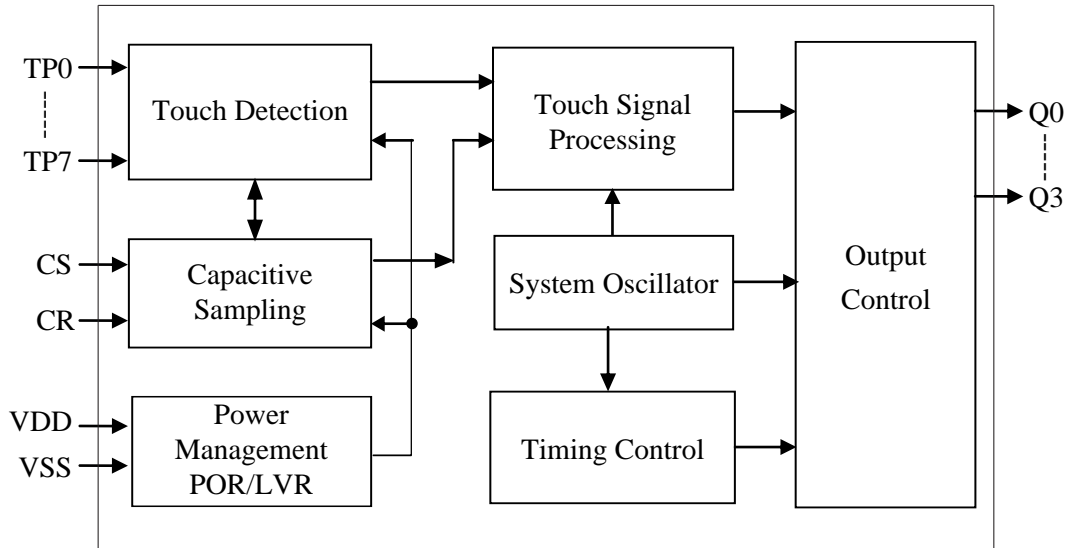 TP0
TP7
Touch Detection
Touch Signal
Processing
Q0
Q3
CS
CR
Capacitive
Sampling
System Oscillator
Output
Control
VDD
VSS
Power
Management
POR/LVR
Timing Control